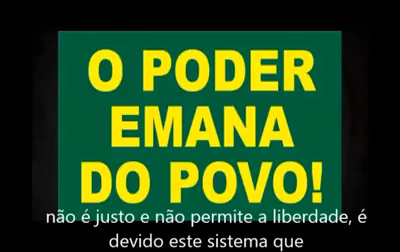 O PODER
EMANA
DO POVO!
não é justo e não permite a liberdade, é
devido este sistema que